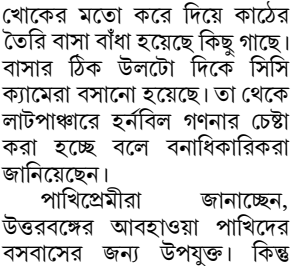 খোকের মতো করে দিয়ে কাঠের
তৈরি বাসা বাঁধা হয়েছে কিছু গাছে।
বাসার ঠিক উলটো দিকে সিসি
ক্যামেরা বসানো হয়েছে। তা থেকে
লাটপাঞ্চারে হর্নবিল গণনার চেষ্টা
করা হচ্ছে বলে বনাধিকারিকরা
জানিয়েছেন।
পাখিপ্রেমীরা জানাচ্ছেন,
উত্তরবঙ্গের আবহাওয়া পাখিদের
বসবাসের জন্য উপযুক্ত। কিন্তু